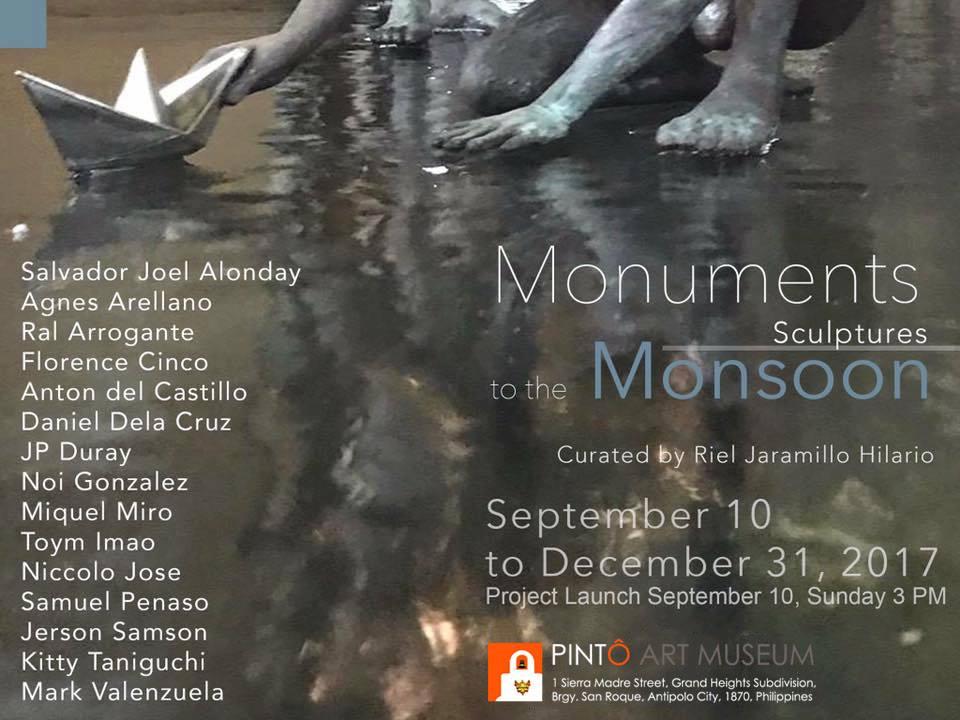 Salvador Joel Alonday
Agnes Arellano
Ral Arrogante
Florence Cinco
Anton del Castillo
Daniel Dela Cruz
JP Duray
Noi Gonzalez
Miquel Miro
Toym Imao
Niccolo Jose
Samuel Penaso
Jerson Samson
Kitty Taniguchi
Mark Valenzuela
Monuments
Sculptures
to the Monsoon
Curated by Riel Jaramillo Hilario
September 10
to December 31, 2017
Project Launch September 10, Sunday 3 PM
PINTÔ ART MUSEUM
1 Sierra Madre Street, Grand Heights Subdivision,
Brgy. San Roque, Antipolo City, 1870, Philippines